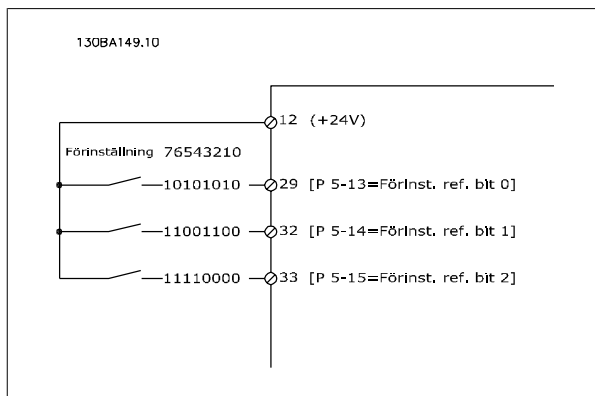 130BA149.10
12 (+24V)
Förinställning 76543210
10101010 29 [P 5-13=Förinst. ref. bit 0]
11001100 32 [P 5-14=Förinst. ref. bit 1]
11110000 33 [P 5-15=Förinst. ref. bit 2]